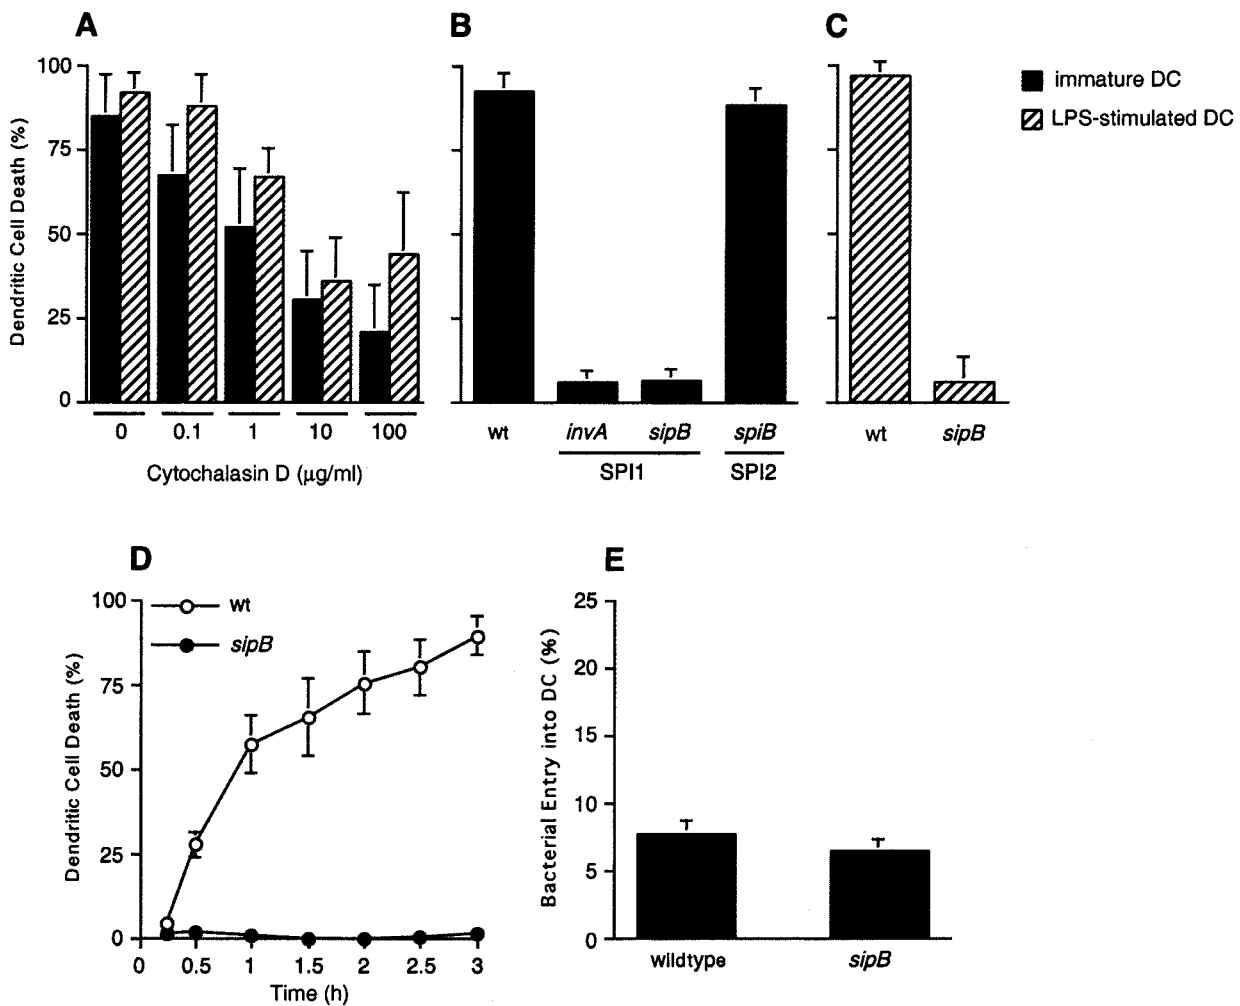 A
B
C
100
75
50
25
0
Dendritic Cell Death (%)
0 0.1 1 10 100
Cytochalasin D (μg/ml)
wt invA sipB spiB
SPI1 SPI2
wt sipB
immature DC
LPS-stimulated DC
D
100
75
50
25
0
Dendritic Cell Death (%)
wt
sipB
0 0.5 1 1.5 2 2.5 3
Time (h)
E
25
20
15
10
5
0
Bacterial Entry into DC (%)
wildtype sipB